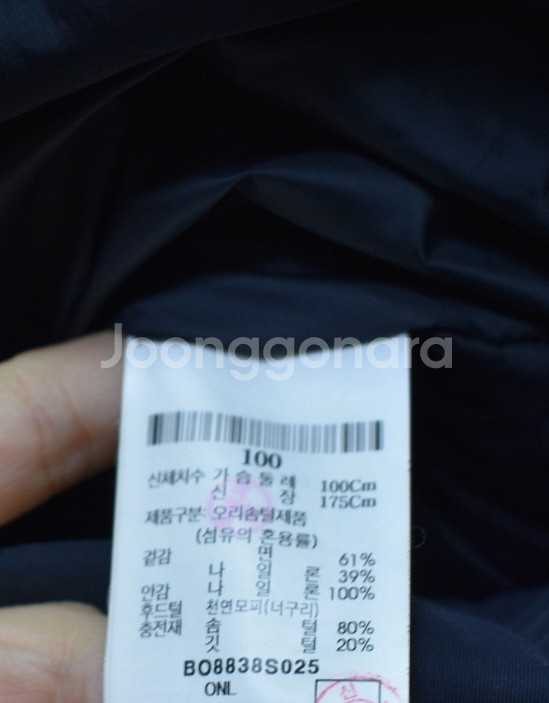 Joonggonara
100
신체치수 가 슴 둘 레 100Cm
신 장 175Cm
제품구분: 오리솜털제품
(섬유의 혼용률)
겉감 면 61%
나 일 론 39%
안감 나 일 론 100%
후드털 천연모피(너구리)
충전재 솜 털 80%
깃 털 20%
BO8838S025
ONL